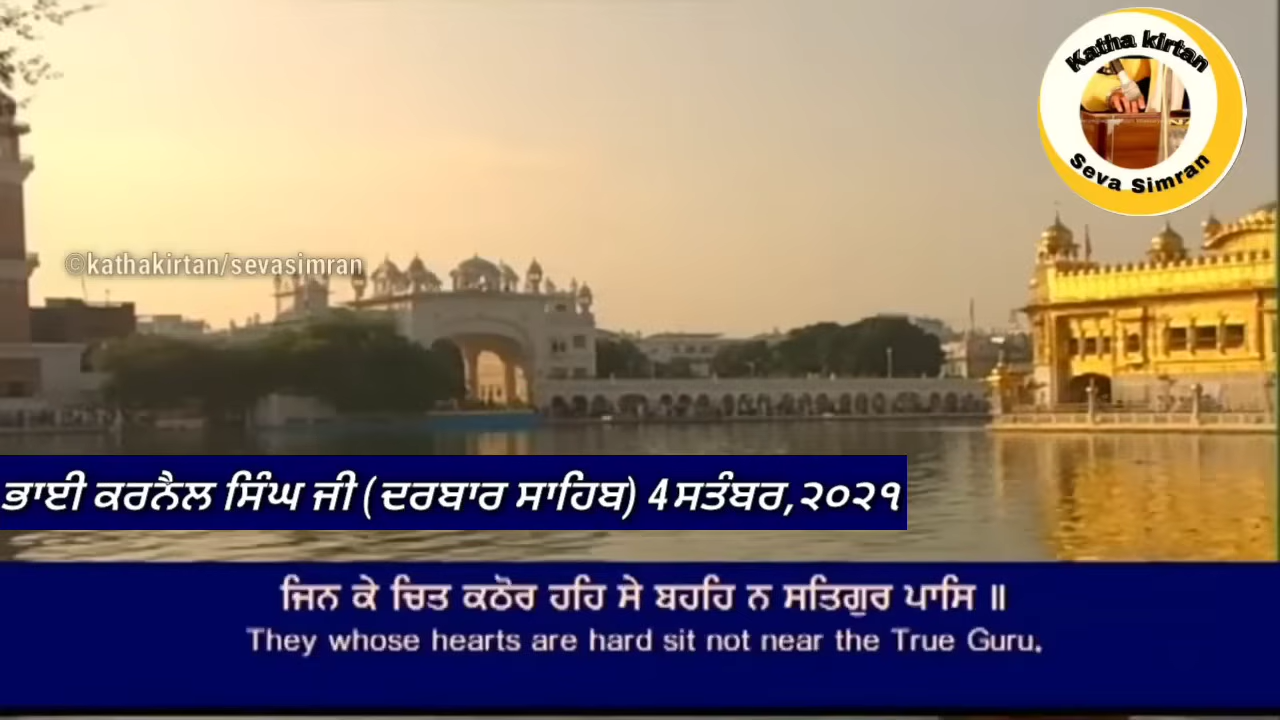 Katha kirtan
Seva Simran
©kathakirtan/sevasimran
ਭਾਈ ਕਰਨੈਲ ਸਿੰਘ ਜੀ (ਦਰਬਾਰ ਸਾਹਿਬ) 4 ਸਤੰਬਰ,੨੦੨੧
ਜਿਨ ਕੇ ਚਿਤ ਕਠੋਰ ਹਹਿ ਸੇ ਬਹਹਿ ਨ ਸਤਿਗੁਰ ਪਾਸਿ ॥
They whose hearts are hard sit not near the True Guru.